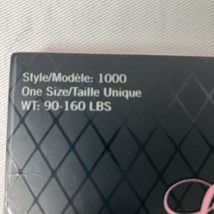 Style/Modèle: 1000
One Size/Taille Unique
WT: 90-160 LBS